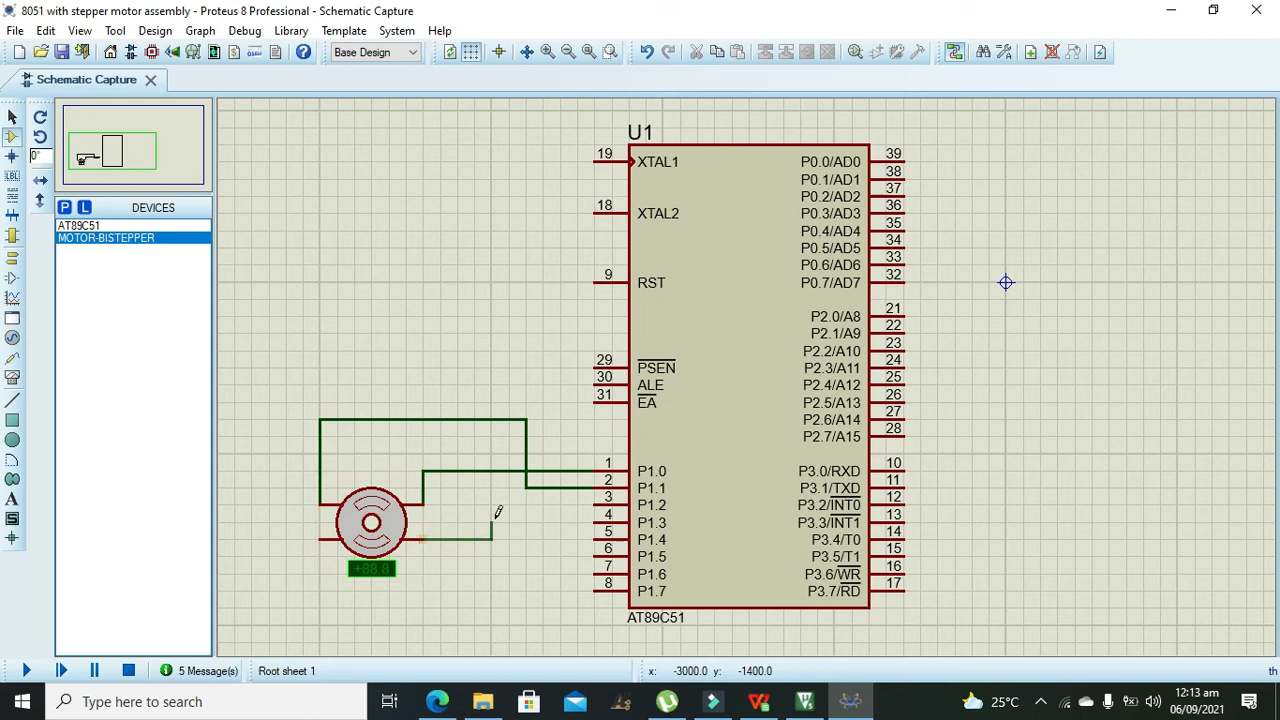 8051 with stepper motor assembly - Proteus 8 Professional - Schematic Capture
File Edit View Tool Design Graph Debug Library Template System Help
Base Design
Schematic Capture
0°
P L DEVICES
AT89C51
MOTOR-BISTEPPER
U1
19 XTAL1 P0.0/AD0 39
P0.1/AD1 38
P0.2/AD2 37
18 XTAL2 P0.3/AD3 36
P0.4/AD4 35
P0.5/AD5 34
P0.6/AD6 33
9 RST P0.7/AD7 32
P2.0/A8 21
P2.1/A9 22
P2.2/A10 23
29 PSEN P2.3/A11 24
30 ALE P2.4/A12 25
31 EA P2.5/A13 26
P2.6/A14 27
P2.7/A15 28
1 P1.0 P3.0/RXD 10
2 P1.1 P3.1/TXD 11
3 P1.2 P3.2/INT0 12
4 P1.3 P3.3/INT1 13
5 P1.4 P3.4/T0 14
6 P1.5 P3.5/T1 15
7 P1.6 P3.6/WR 16
8 P1.7 P3.7/RD 17
+88.8
AT89C51
5 Message(s) Root sheet 1 x: -3000.0 y: -1400.0 th
Type here to search
25°C
12:13 am
06/09/2021